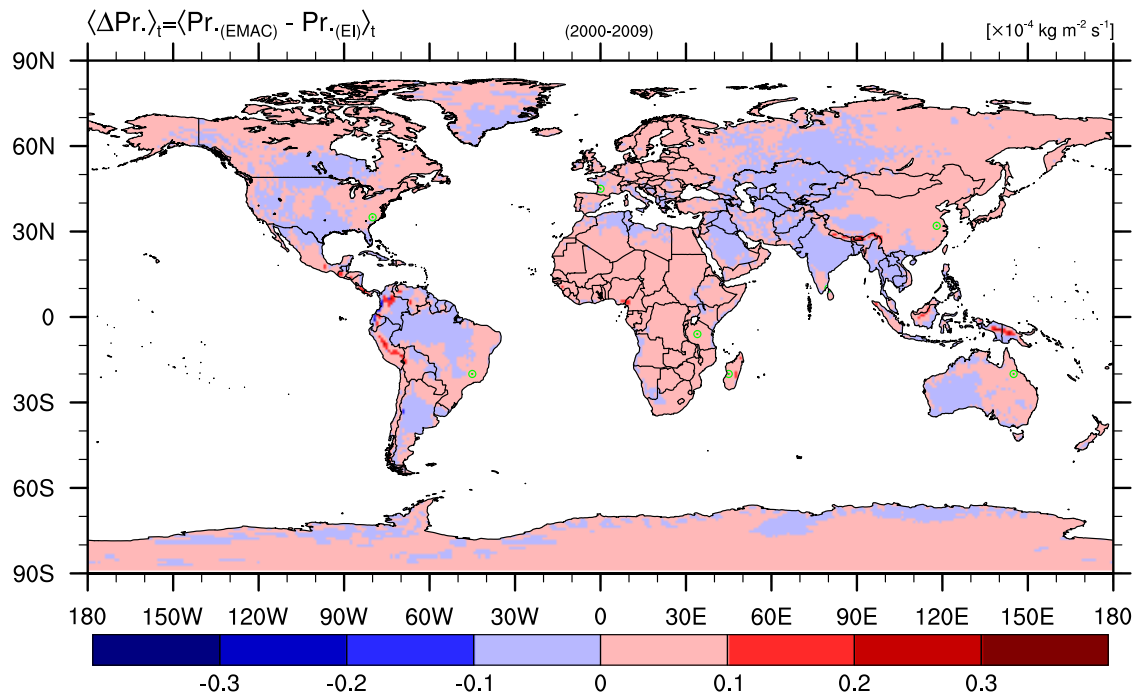 ⟨ΔPr.⟩t=⟨Pr.(EMAC) - Pr.(EI)⟩t (2000-2009) [×10⁻⁴ kg m⁻² s⁻¹]
90N
60N
30N
0
30S
60S
90S
180 150W 120W 90W 60W 30W 0 30E 60E 90E 120E 150E 180
-0.3 -0.2 -0.1 0 0.1 0.2 0.3